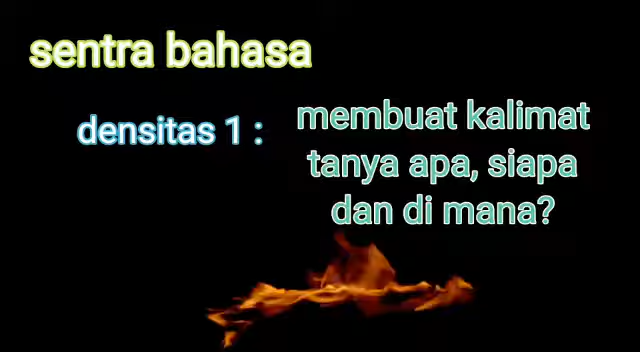 sentra bahasa
densitas 1 :
membuat kalimat
tanya apa, siapa
dan di mana?